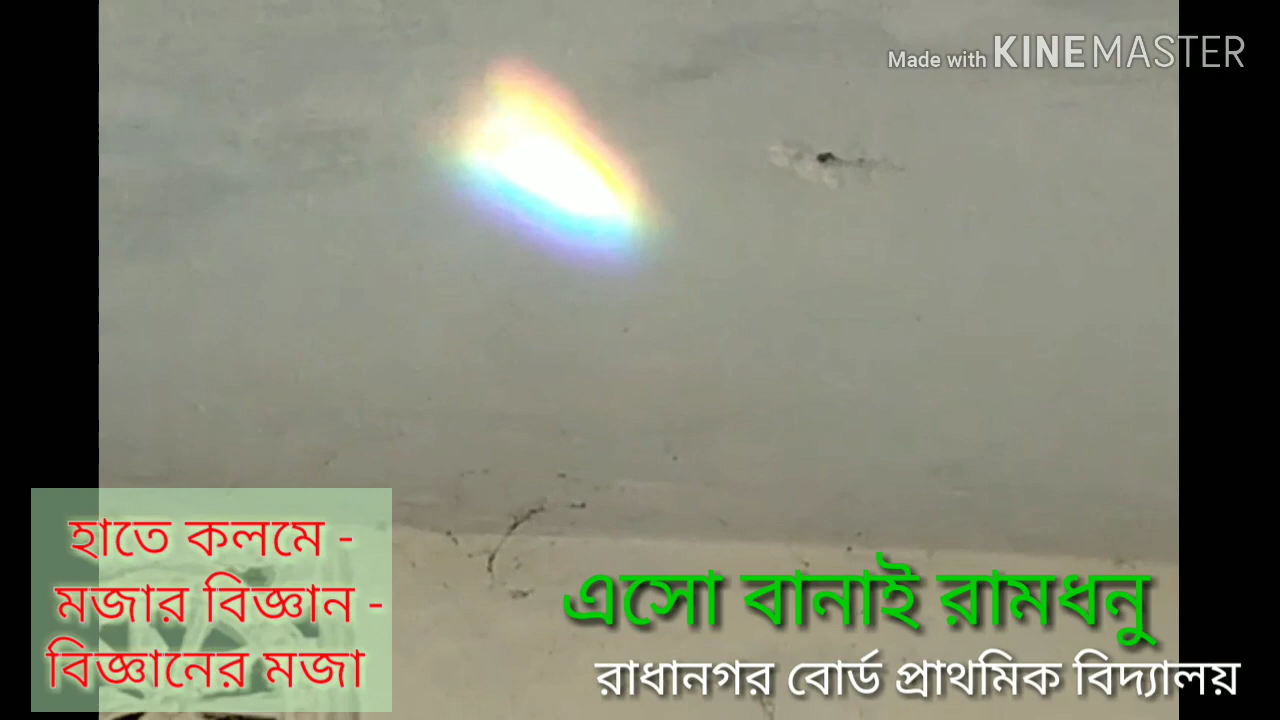 Made with KINEMASTER
হাতে কলমে -
মজার বিজ্ঞান -
বিজ্ঞানের মজা
এসো বানাই রামধনু
রাধানগর বোর্ড প্রাথমিক বিদ্যালয়